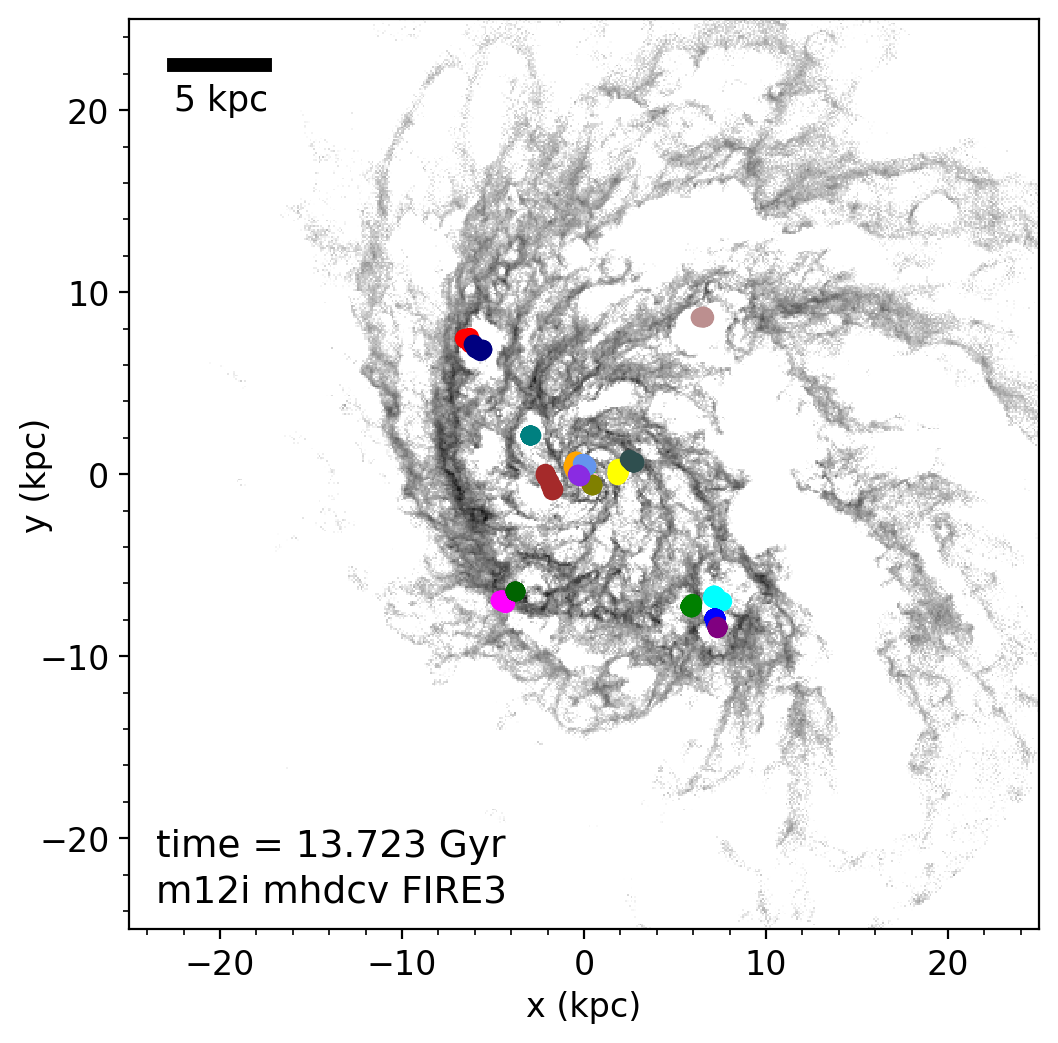 5 kpc
20
10
0
−10
−20
y (kpc)
time = 13.723 Gyr
m12i mhdcv FIRE3
−20 −10 0 10 20
x (kpc)